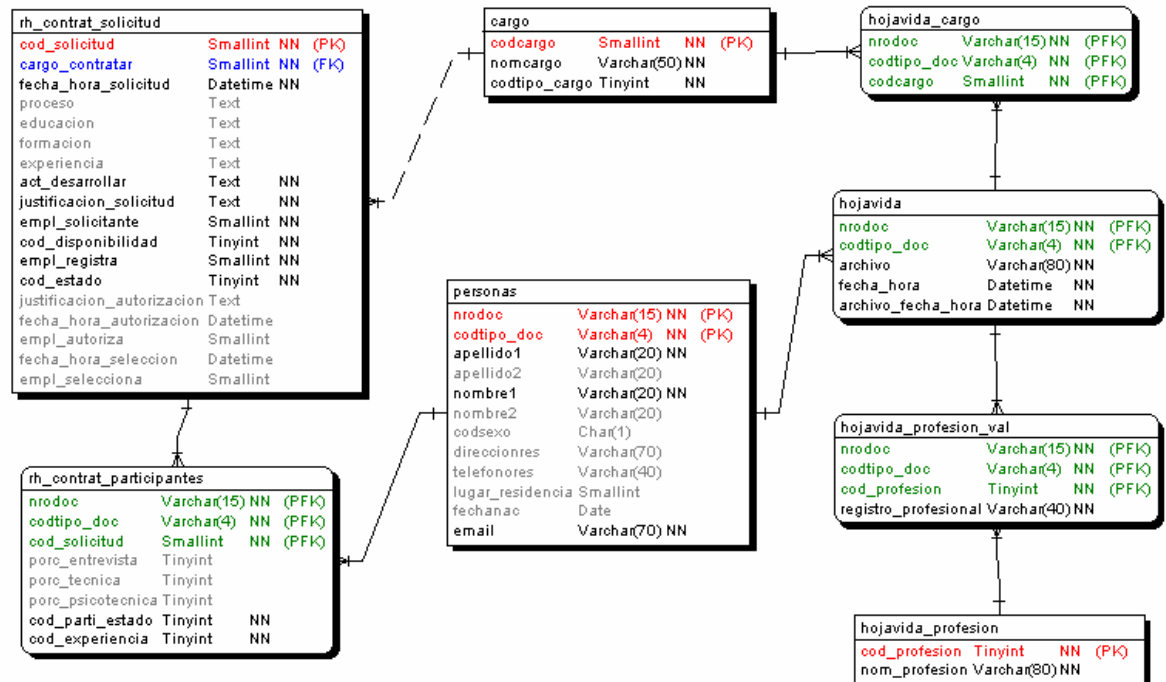 rh_contrat_solicitud
cod_solicitud Smallint NN (PK)
cargo_contratar Smallint NN (FK)
fecha_hora_solicitud Datetime NN
proceso Text
educacion Text
formacion Text
experiencia Text
act_desarrollar Text NN
justificacion_solicitud Text NN
empl_solicitante Smallint NN
cod_disponibilidad Tinyint NN
empl_registra Smallint NN
cod_estado Tinyint NN
justificacion_autorizacion Text
fecha_hora_autorizacion Datetime
empl_autoriza Smallint
fecha_hora_seleccion Datetime
empl_selecciona Smallint
cargo
codcargo Smallint NN (PK)
nomcargo Varchar(50) NN
codtipo_cargo Tinyint NN
hojavida_cargo
nrodoc Varchar(15) NN (PFK)
codtipo_doc Varchar(4) NN (PFK)
codcargo Smallint NN (PFK)
hojavida
nrodoc Varchar(15) NN (PFK)
codtipo_doc Varchar(4) NN (PFK)
archivo Varchar(80) NN
fecha_hora Datetime NN
archivo_fecha_hora Datetime NN
personas
nrodoc Varchar(15) NN (PK)
codtipo_doc Varchar(4) NN (PK)
apellido1 Varchar(20) NN
apellido2 Varchar(20)
nombre1 Varchar(20) NN
nombre2 Varchar(20)
codsexo Char(1)
direccionres Varchar(70)
telefonores Varchar(40)
lugar_residencia Smallint
fechanac Date
email Varchar(70) NN
hojavida_profesion_val
nrodoc Varchar(15) NN (PFK)
codtipo_doc Varchar(4) NN (PFK)
cod_profesion Tinyint NN (PFK)
registro_profesional Varchar(40) NN
rh_contrat_participantes
nrodoc Varchar(15) NN (PFK)
codtipo_doc Varchar(4) NN (PFK)
cod_solicitud Smallint NN (PFK)
porc_entrevista Tinyint
porc_tecnica Tinyint
porc_psicotecnica Tinyint
cod_parti_estado Tinyint NN
cod_experiencia Tinyint NN
hojavida_profesion
cod_profesion Tinyint NN (PK)
nom_profesion Varchar(80) NN